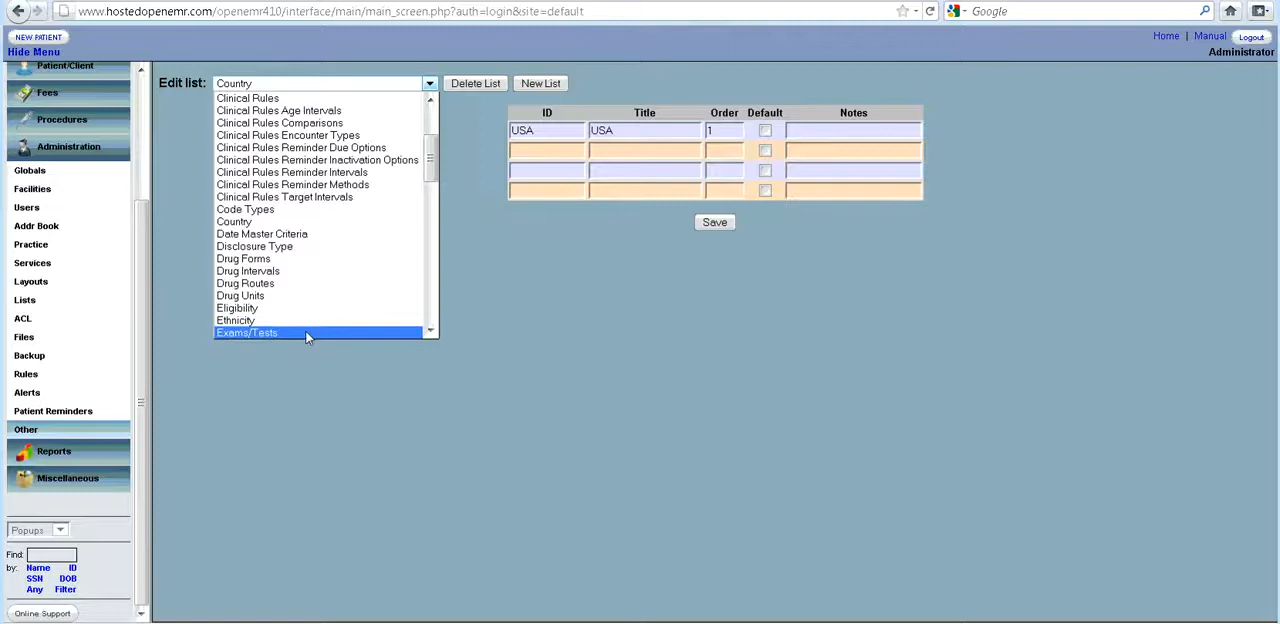 www.hostedopenemr.com/openemr410/interface/main/main_screen.php?auth=login&site=default
Google
NEW PATIENT
Home | Manual Logout
Hide Menu
Administrator
Patient/Client
Fees
Procedures
Administration
Globals
Facilities
Users
Addr Book
Practice
Services
Layouts
Lists
ACL
Files
Backup
Rules
Alerts
Patient Reminders
Other
Reports
Miscellaneous
Popups
Find:
by: Name ID
SSN DOB
Any Filter
Online Support
Edit list: Country Delete List New List
Clinical Rules
Clinical Rules Age Intervals
Clinical Rules Comparisons
Clinical Rules Encounter Types
Clinical Rules Reminder Due Options
Clinical Rules Reminder Inactivation Options
Clinical Rules Reminder Intervals
Clinical Rules Reminder Methods
Clinical Rules Target Intervals
Code Types
Country
Date Master Criteria
Disclosure Type
Drug Forms
Drug Intervals
Drug Routes
Drug Units
Eligibility
Ethnicity
Exams/Tests
ID Title Order Default Notes
USA USA 1
Save